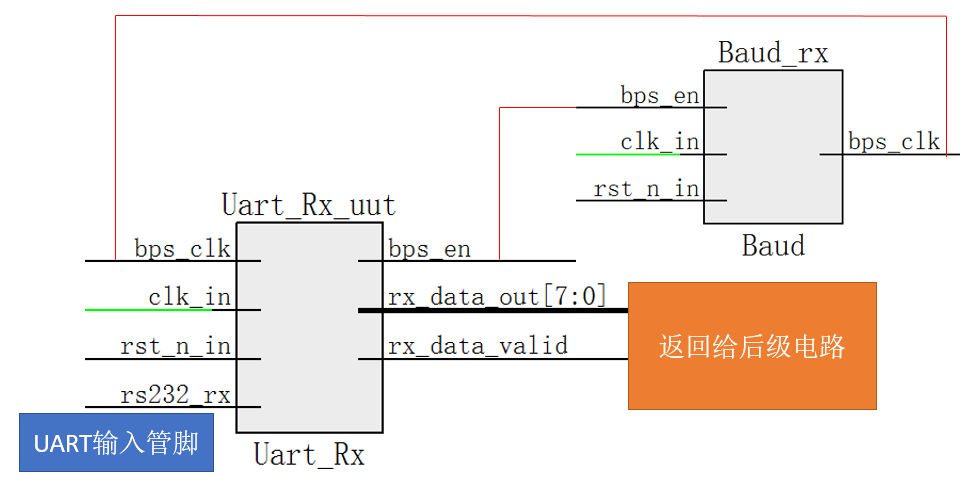 Baud_rx
bps_en
clk_in
bps_clk
rst_n_in
Baud
Uart_Rx_uut
bps_clk
bps_en
clk_in
rx_data_out[7:0]
rst_n_in
rx_data_valid
rs232_rx
返回给后级电路
UART输入管脚
Uart_Rx